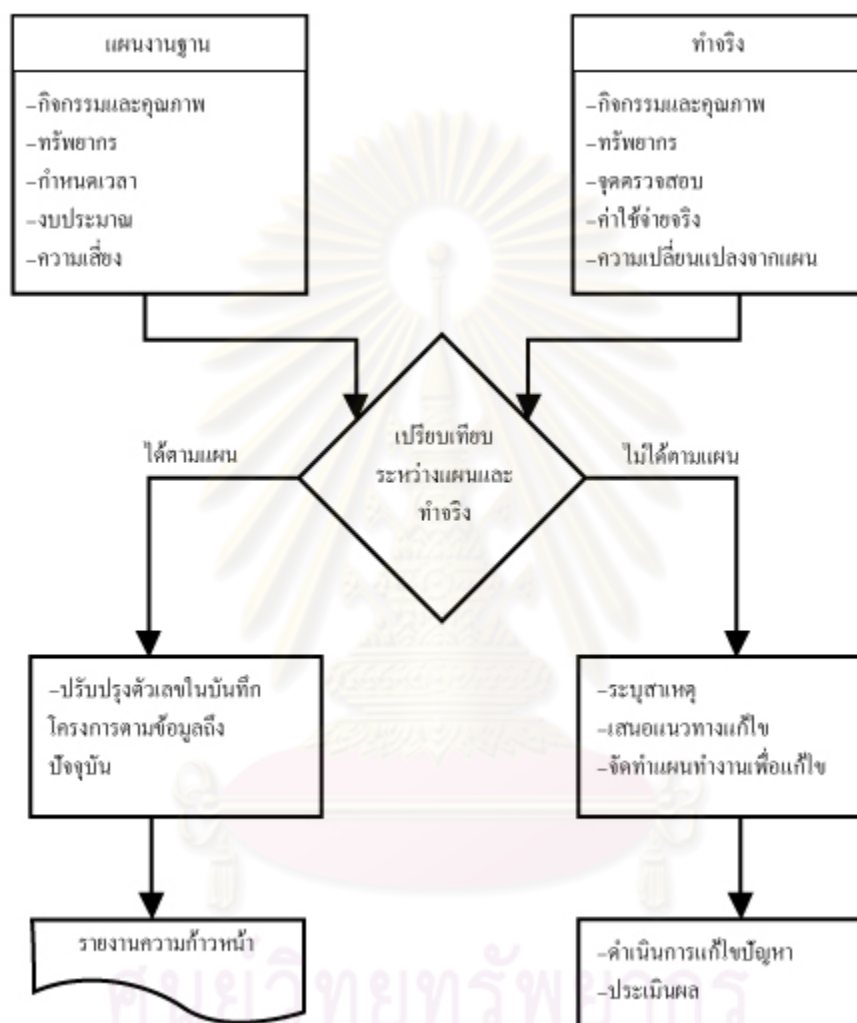 แผนงานฐาน
-กิจกรรมและคุณภาพ
-ทรัพยากร
-กำหนดเวลา
-งบประมาณ
-ความเสี่ยง
ทำจริง
-กิจกรรมและคุณภาพ
-ทรัพยากร
-จุดตรวจสอบ
-ค่าใช้จ่ายจริง
-ความเปลี่ยนแปลงจากแผน
เปรียบเทียบ
ระหว่างแผนและ
ทำจริง
ได้ตามแผน
ไม่ได้ตามแผน
-ปรับปรุงตัวเลขในบันทึก
โครงการตามข้อมูลถึง
ปัจจุบัน
-ระบุสาเหตุ
-เสนอแนวทางแก้ไข
-จัดทำแผนทำงานเพื่อแก้ไข
รายงานความก้าวหน้า
-ดำเนินการแก้ไขปัญหา
-ประเมินผล
ศูนย์วิทยทรัพยากร